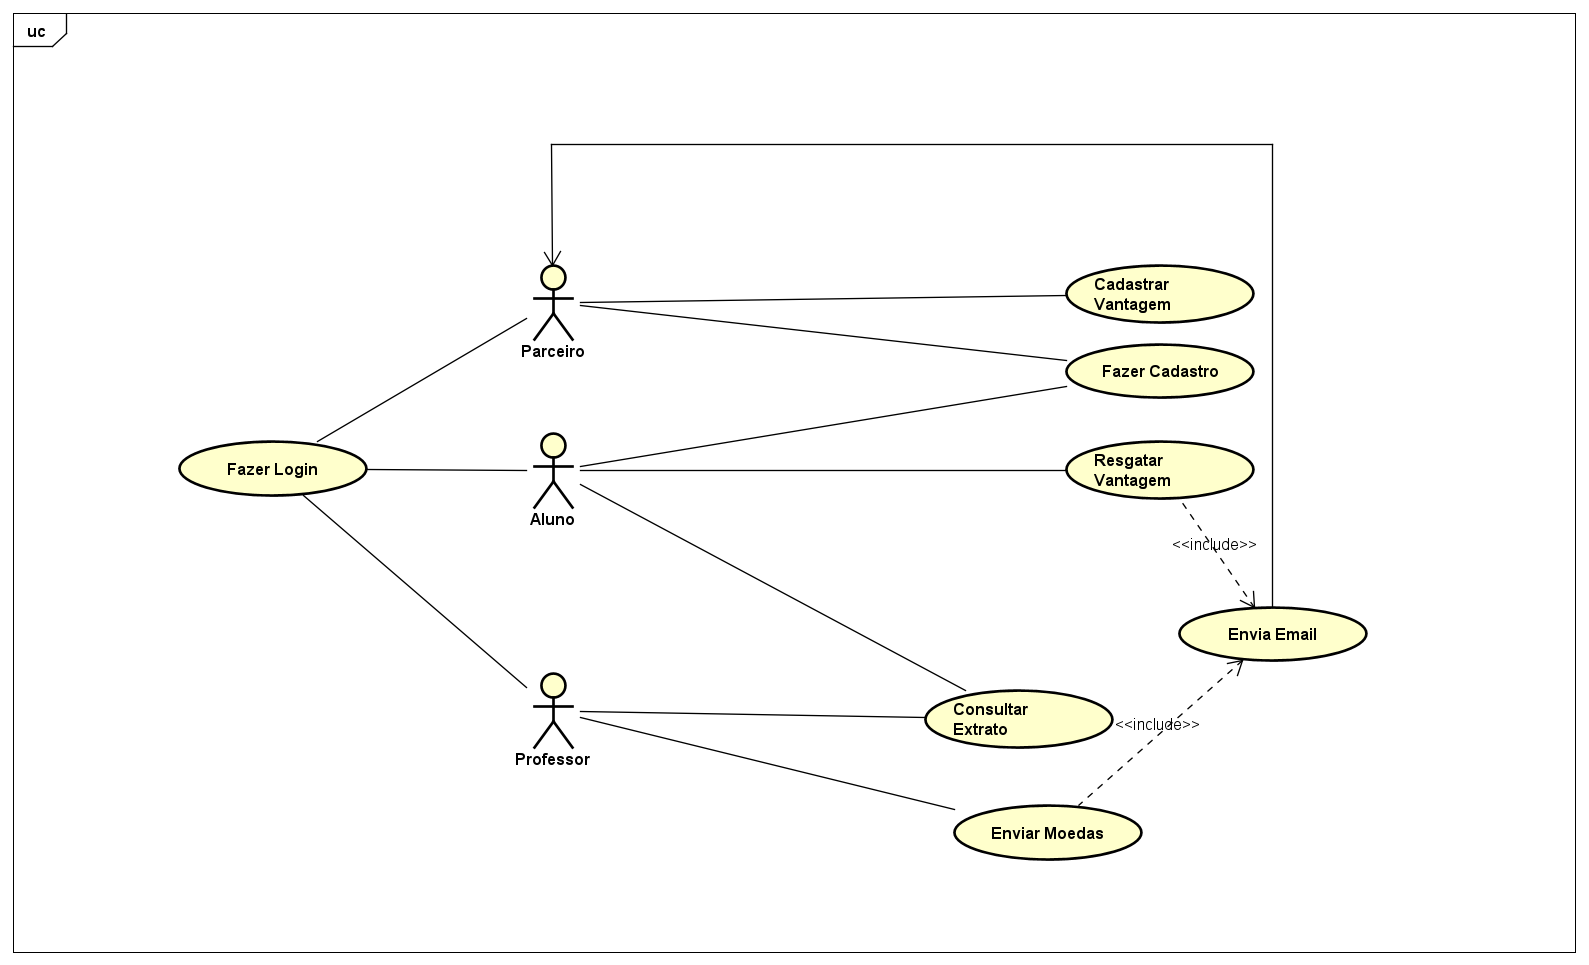 uc
Cadastrar
Vantagem
Parceiro
Fazer Cadastro
Fazer Login
Resgatar
Vantagem
Aluno
<<include>>
Envia Email
Consultar
Extrato
<<include>>
Professor
Enviar Moedas